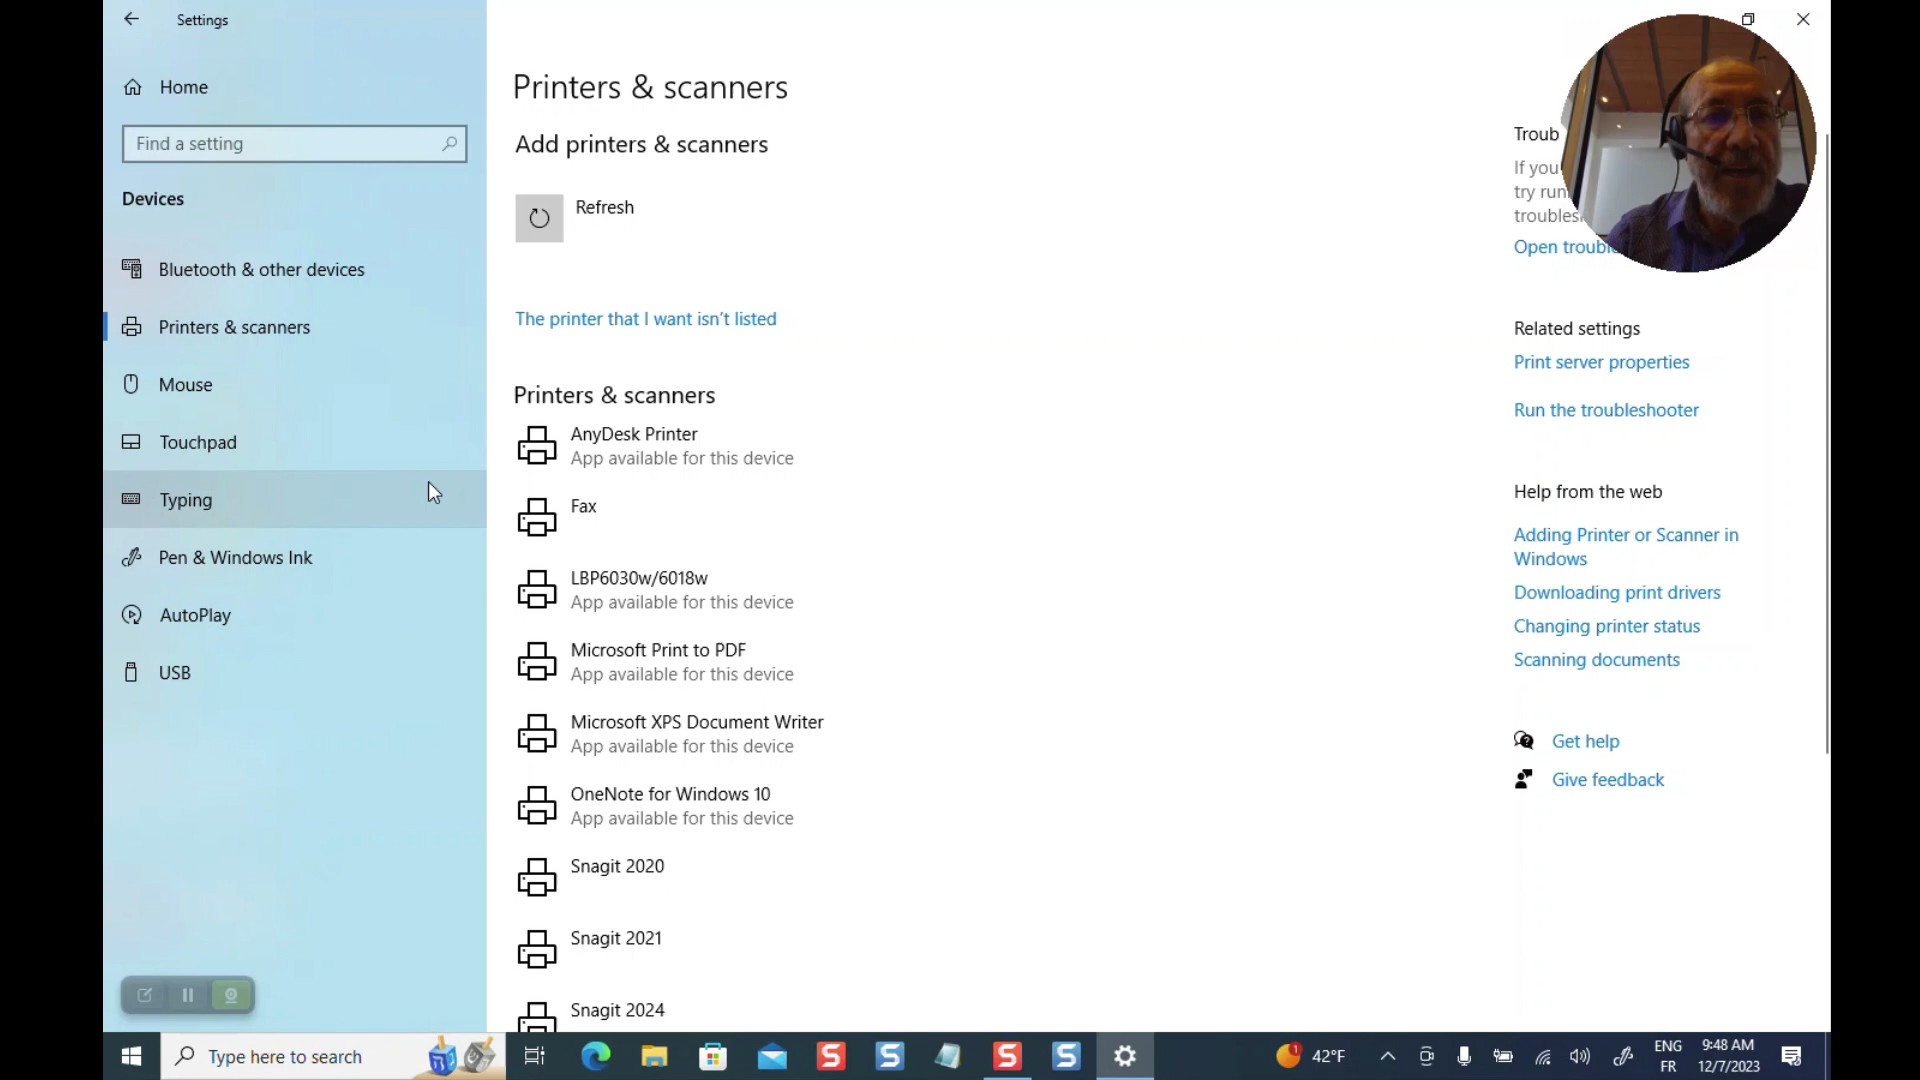 Settings
Home
Find a setting
Devices
Bluetooth & other devices
Printers & scanners
Mouse
Touchpad
Typing
Pen & Windows Ink
AutoPlay
USB
Printers & scanners
Add printers & scanners
Refresh
The printer that I want isn't listed
Printers & scanners
AnyDesk Printer
App available for this device
Fax
LBP6030w/6018w
App available for this device
Microsoft Print to PDF
App available for this device
Microsoft XPS Document Writer
App available for this device
OneNote for Windows 10
App available for this device
Snagit 2020
Snagit 2021
Snagit 2024
Troub
If you
try run
troubles
Open trouble
Related settings
Print server properties
Run the troubleshooter
Help from the web
Adding Printer or Scanner in
Windows
Downloading print drivers
Changing printer status
Scanning documents
Get help
Give feedback
Type here to search
S
S
S
S
1
42°F
ENG
FR
9:48 AM
12/7/2023